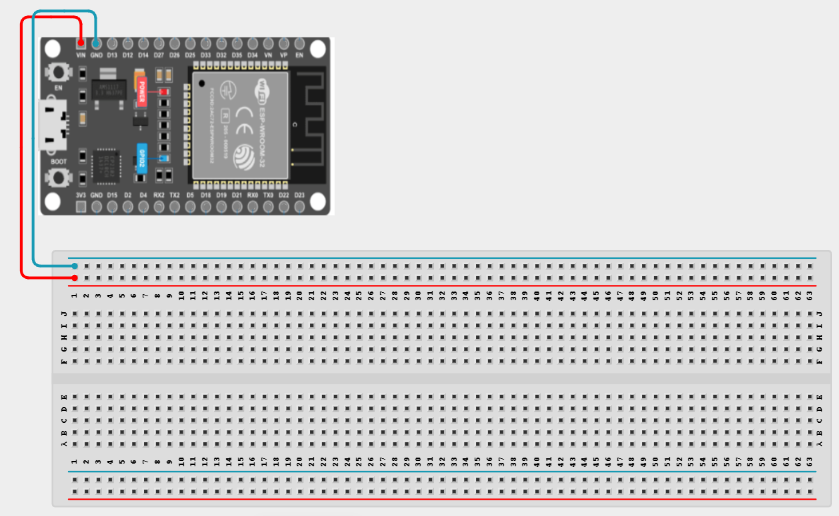 VIN GND D13 D12 D14 D27 D26 D25 D33 D32 D35 D34 VN VP EN
EN
POWER
WiFi
ESP-WROOM-32
CE
BOOT
3V3 GND D15 D2 D4 RX2 TX2 D5 D18 D19 D21 RX0 TX0 D22 D23
1 2 3 4 5 6 7 8 9 10 11 12 13 14 15 16 17 18 19 20 21 22 23 24 25 26 27 28 29 30 31 32 33 34 35 36 37 38 39 40 41 42 43 44 45 46 47 48 49 50 51 52 53 54 55 56 57 58 59 60 61 62 63
J J
I I
H H
G G
F F
E E
D D
C C
B B
A A
1 2 3 4 5 6 7 8 9 10 11 12 13 14 15 16 17 18 19 20 21 22 23 24 25 26 27 28 29 30 31 32 33 34 35 36 37 38 39 40 41 42 43 44 45 46 47 48 49 50 51 52 53 54 55 56 57 58 59 60 61 62 63